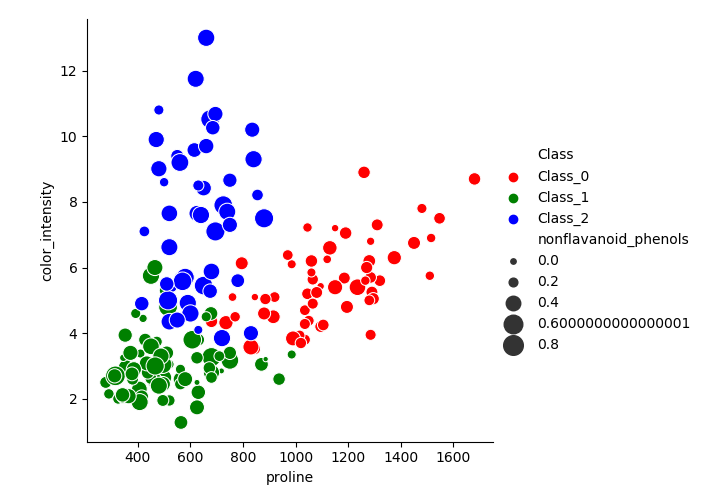 12
10
8
6
4
2
color_intensity
400
600
800
1000
1200
1400
1600
proline
Class
Class_0
Class_1
Class_2
nonflavanoid_phenols
0.0
0.2
0.4
0.6000000000000001
0.8